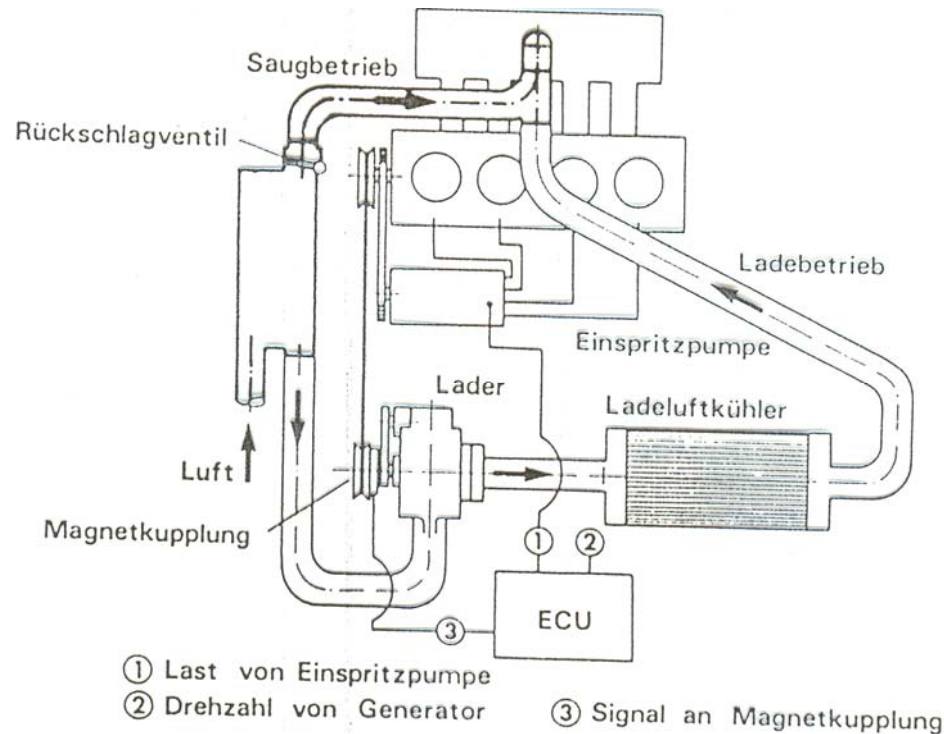 Saugbetrieb
Rückschlagventil
Ladebetrieb
Einspritzpumpe
Lader
Ladeluftkühler
Luft
Magnetkupplung
① ②
ECU
③
① Last von Einspritzpumpe
② Drehzahl von Generator ③ Signal an Magnetkupplung